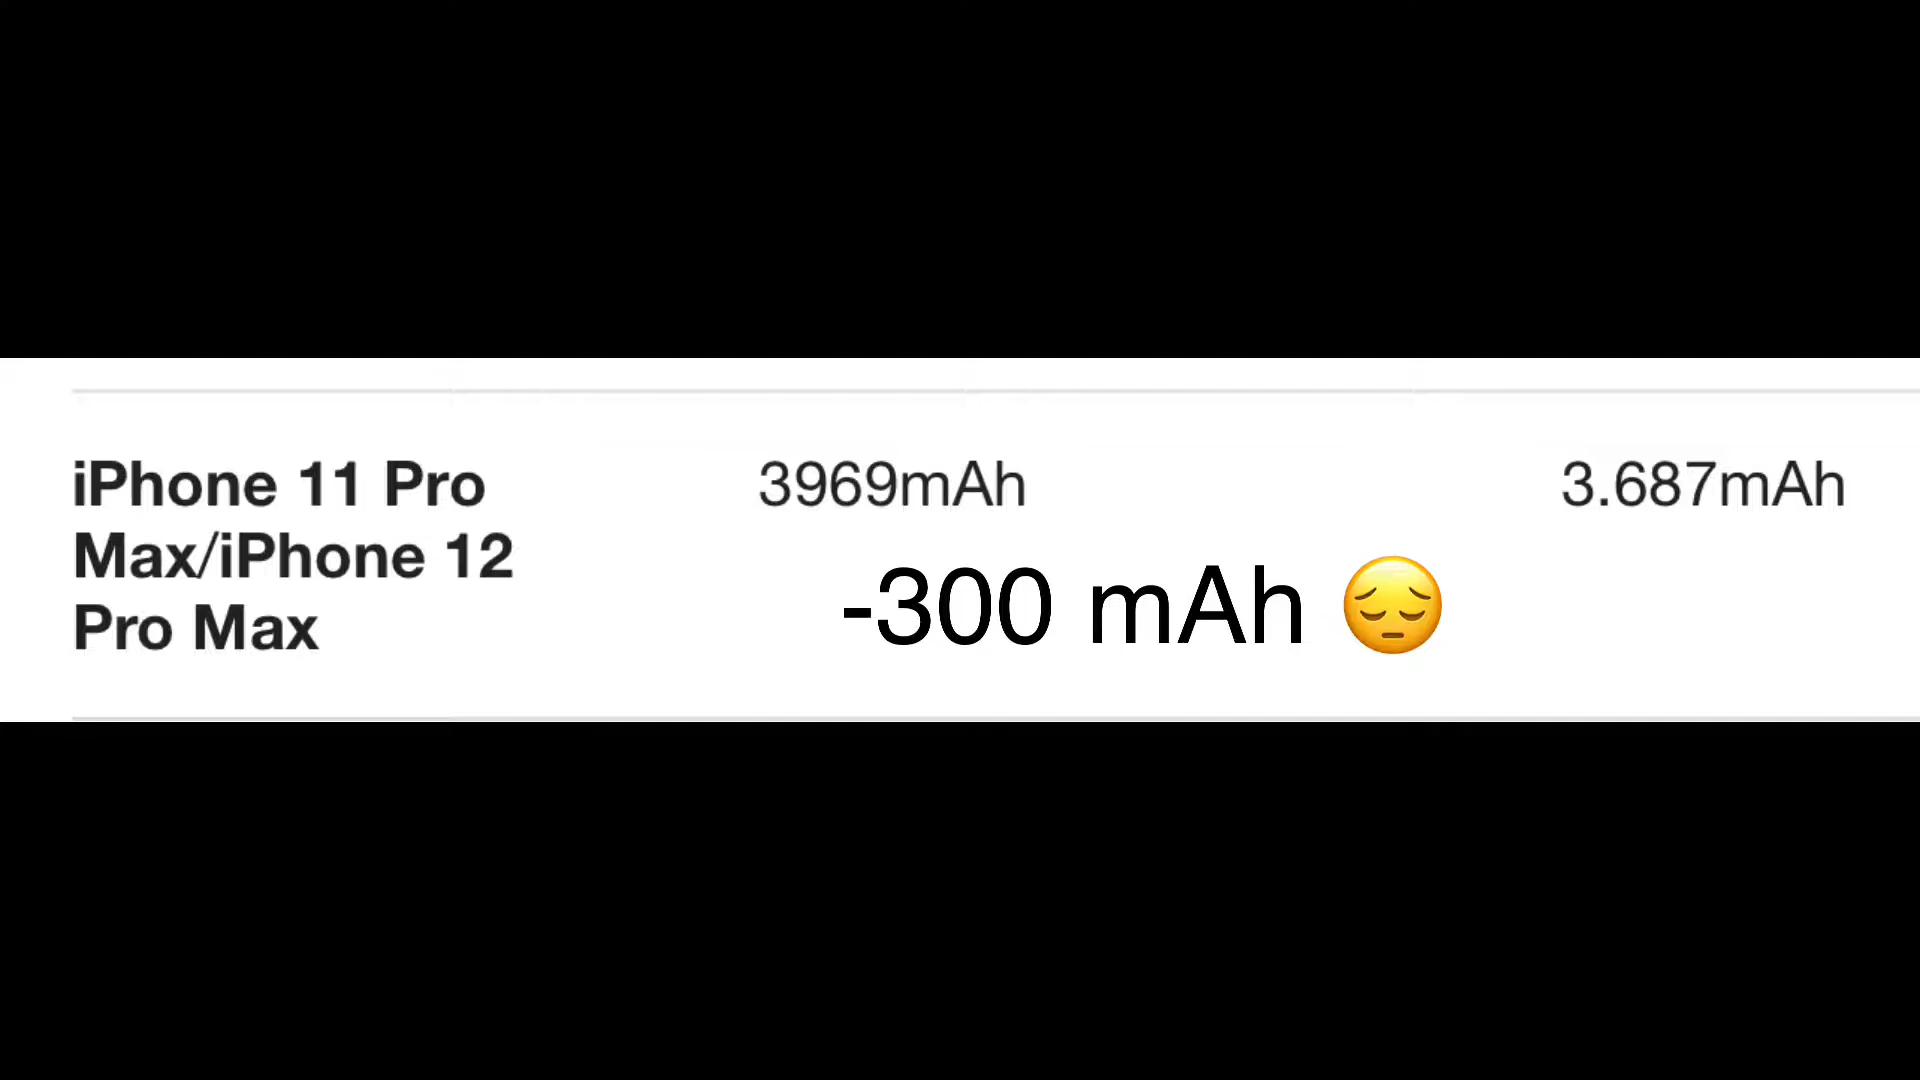 iPhone 11 Pro
Max/iPhone 12
Pro Max
3969mAh
3.687mAh
-300 mAh 😔